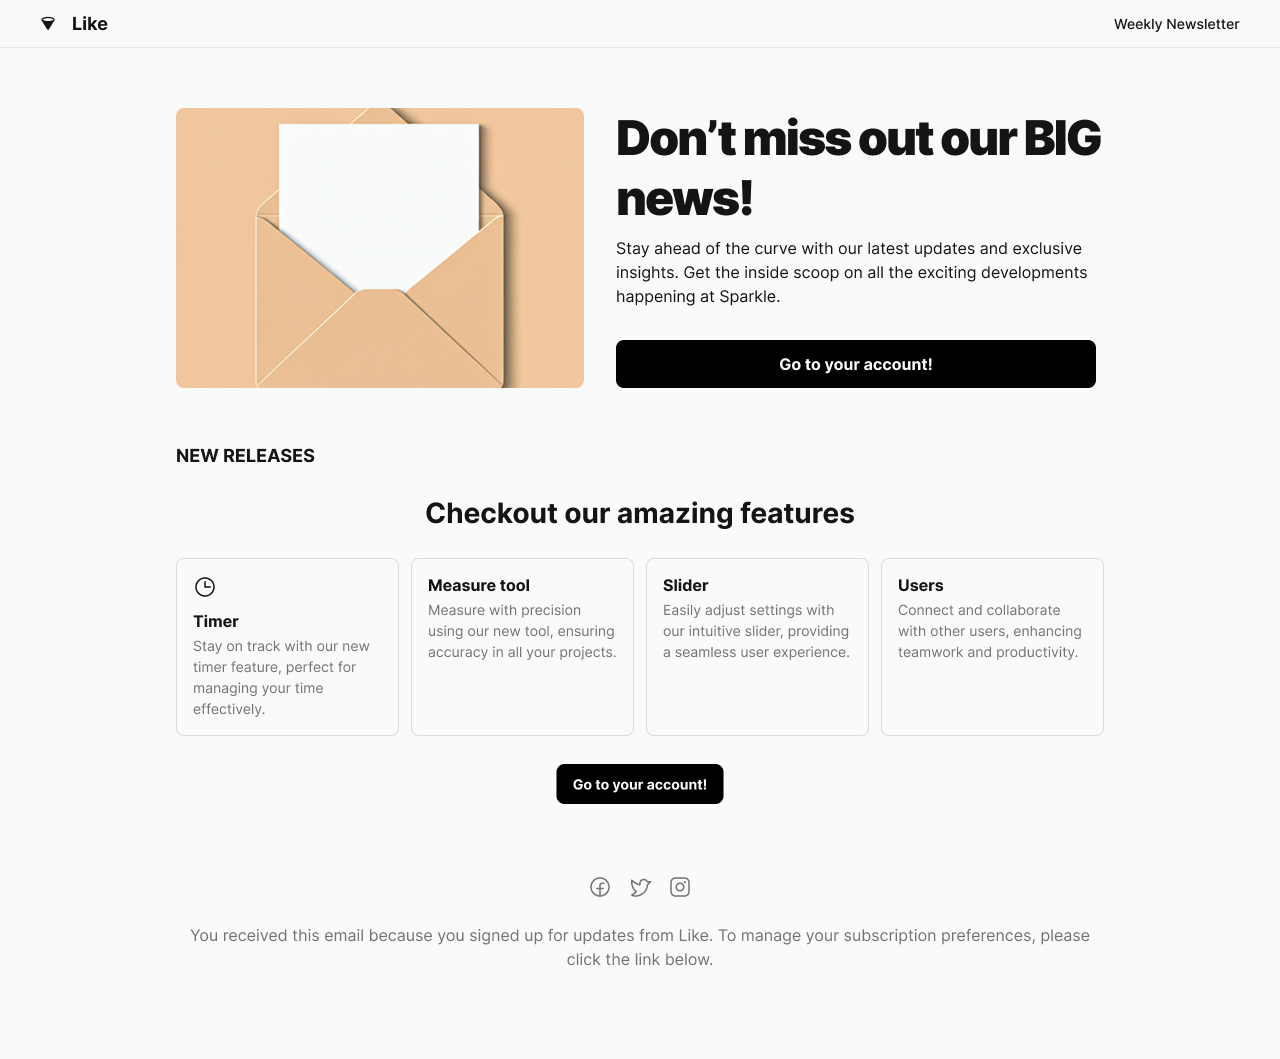 Like
Weekly Newsletter
Don’t miss out our BIG
news!
Stay ahead of the curve with our latest updates and exclusive
insights. Get the inside scoop on all the exciting developments
happening at Sparkle.
Go to your account!
NEW RELEASES
Checkout our amazing features
Timer
Stay on track with our new
timer feature, perfect for
managing your time
effectively.
Measure tool
Measure with precision
using our new tool, ensuring
accuracy in all your projects.
Slider
Easily adjust settings with
our intuitive slider, providing
a seamless user experience.
Users
Connect and collaborate
with other users, enhancing
teamwork and productivity.
Go to your account!
You received this email because you signed up for updates from Like. To manage your subscription preferences, please
click the link below.